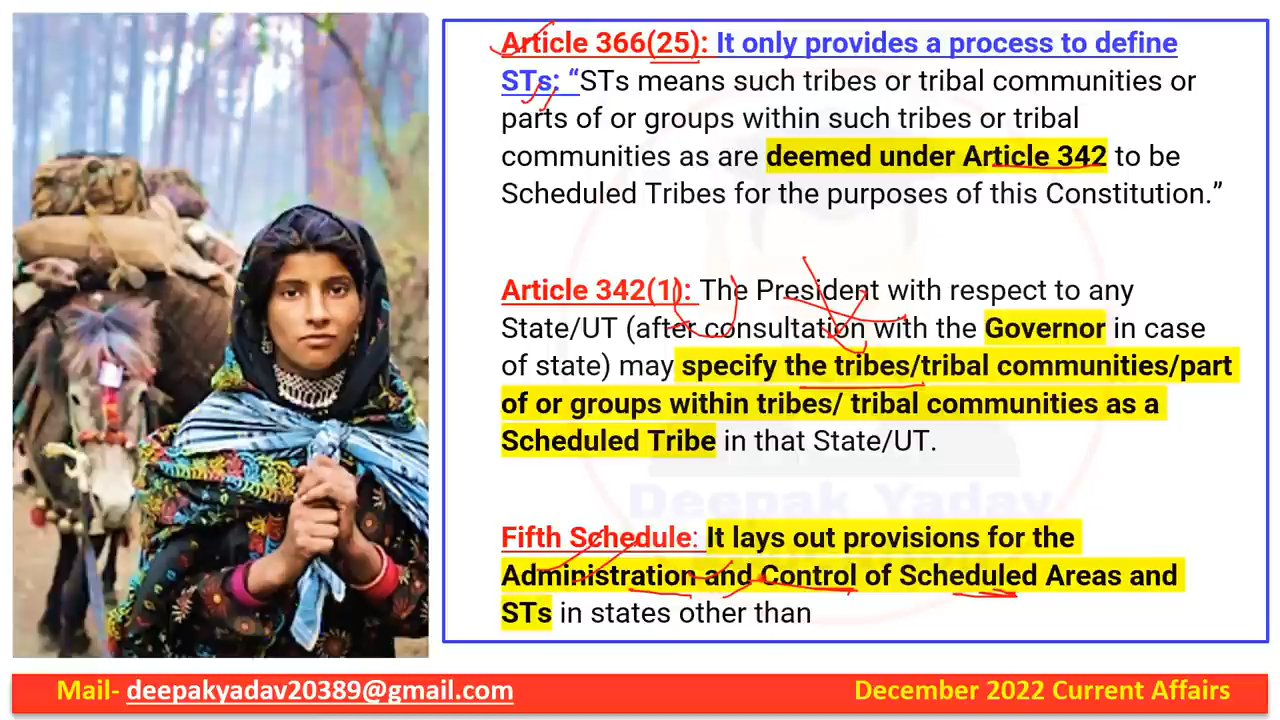 Article 366(25): It only provides a process to define
STs: “STs means such tribes or tribal communities or
parts of or groups within such tribes or tribal
communities as are deemed under Article 342 to be
Scheduled Tribes for the purposes of this Constitution.”
Article 342(1): The President with respect to any
State/UT (after consultation with the Governor in case
of state) may specify the tribes/tribal communities/part
of or groups within tribes/ tribal communities as a
Scheduled Tribe in that State/UT.
Deepak Yadav
Fifth Schedule: It lays out provisions for the
Administration and Control of Scheduled Areas and
STs in states other than
Mail- deepakyadav20389@gmail.com
December 2022 Current Affairs